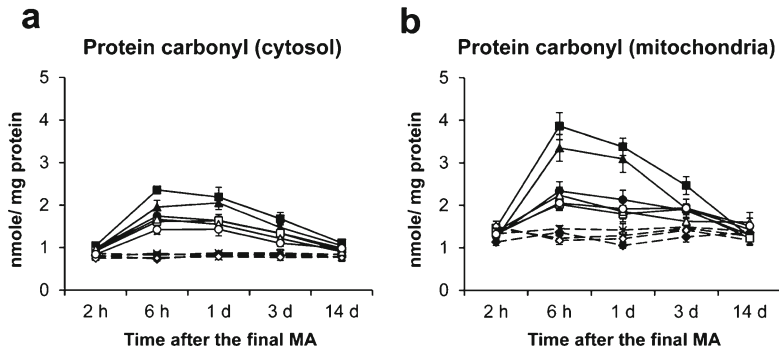 a
Protein carbonyl (cytosol)
nmole/ mg protein
5
4
3
2
1
0
2 h 6 h 1 d 3 d 14 d
Time after the final MA
b
Protein carbonyl (mitochondria)
nmole/ mg protein
5
4
3
2
1
0
2 h 6 h 1 d 3 d 14 d
Time after the final MA